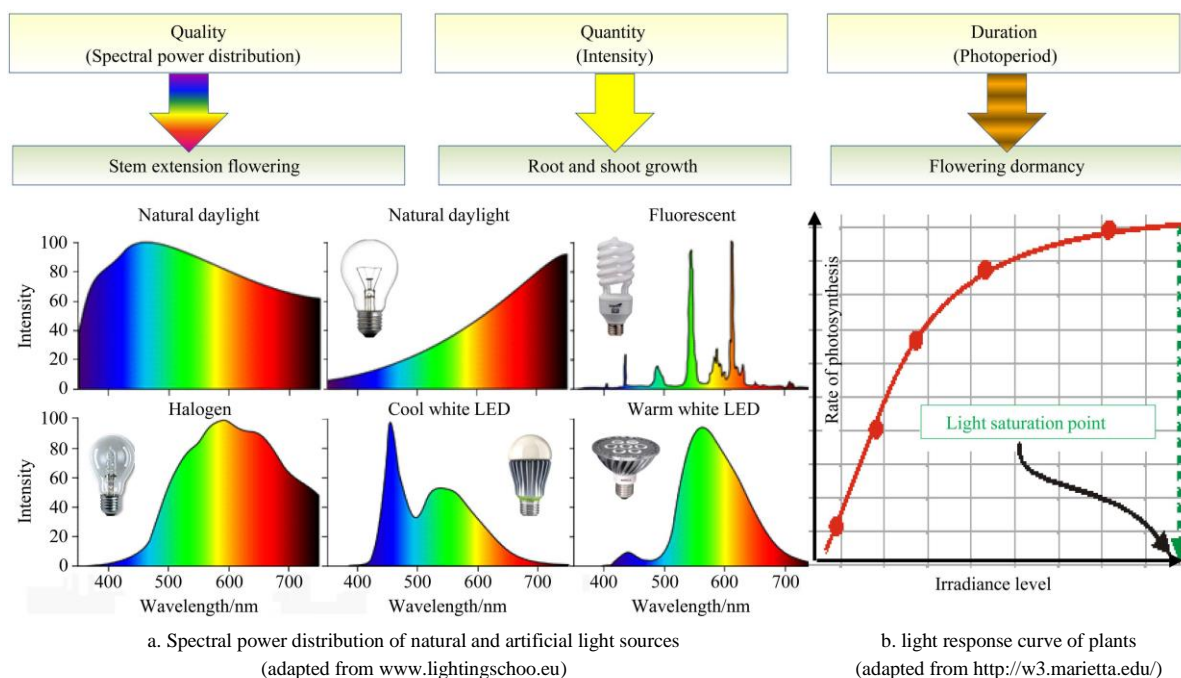 Quality
(Spectral power distribution)
Quantity
(Intensity)
Duration
(Photoperiod)
Stem extension flowering
Root and shoot growth
Flowering dormancy
Natural daylight
Natural daylight
Fluorescent
Intensity
100
80
60
40
20
0
Halogen
Cool white LED
Warm white LED
Intensity
100
80
60
40
20
0
400 500 600 700
400 500 600 700
400 500 600 700
Wavelength/nm
Wavelength/nm
Wavelength/nm
Rate of photosynthesis
Light saturation point
Irradiance level
a. Spectral power distribution of natural and artificial light sources
(adapted from www.lightingschoo.eu)
b. light response curve of plants
(adapted from http://w3.marietta.edu/)